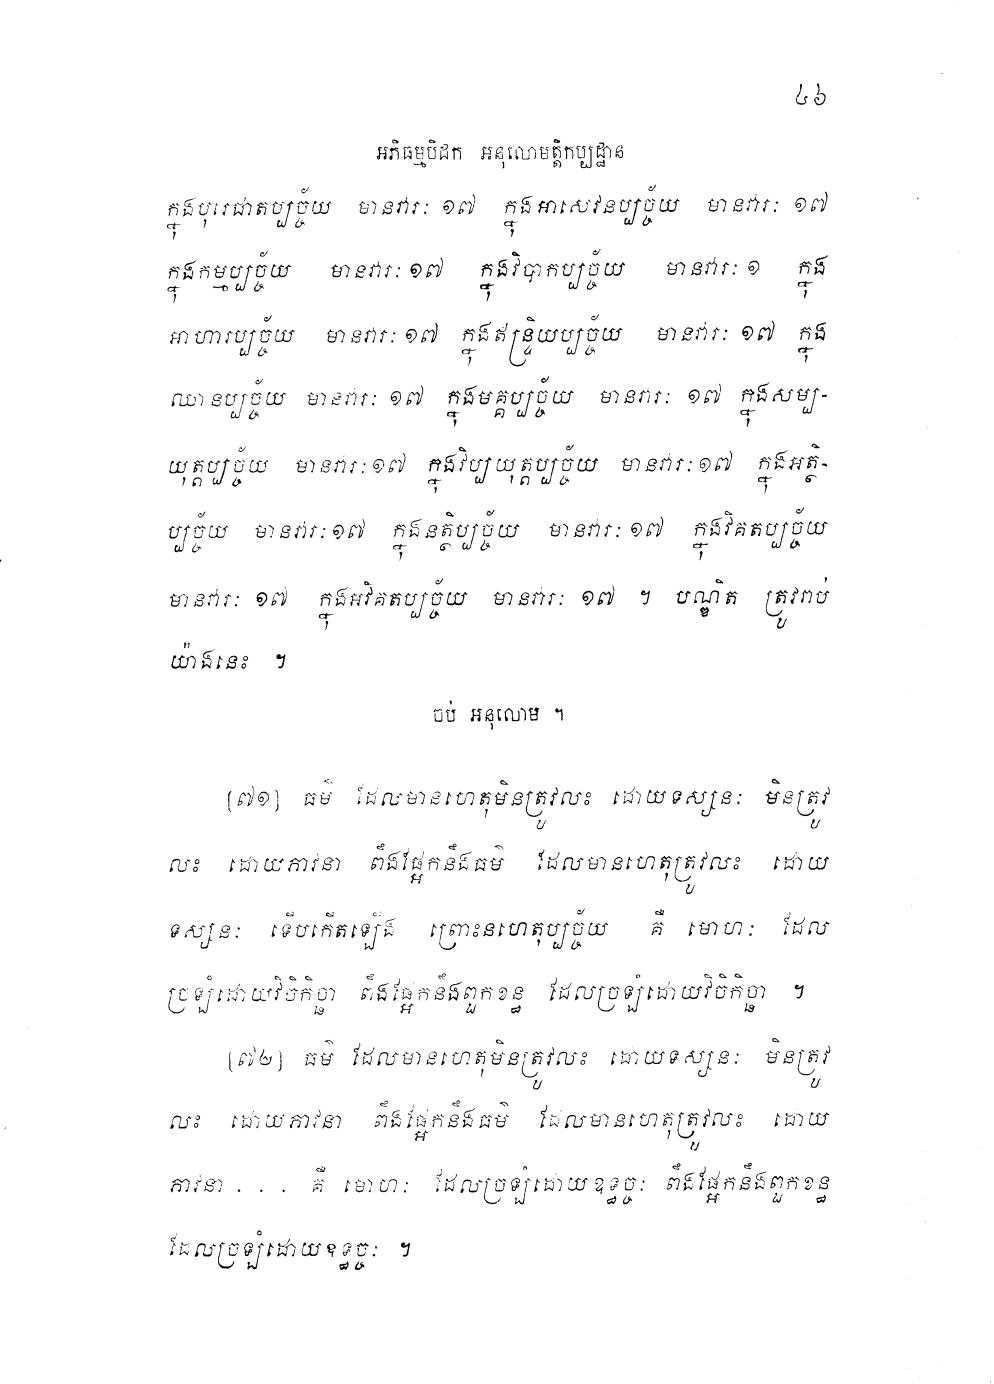 ៤៦
អភិធម្មបិដក អនុលោមត្តិកប្បដ្ឋាន
ក្នុងបុរេជាតប្បច្ច័យ មានវារៈ ១៧ ក្នុងអាសេវនប្បច្ច័យ មានវារៈ ១៧
ក្នុងកម្មប្បច្ច័យ មានវារៈ ១៧ ក្នុងវិបាកប្បច្ច័យ មានវារៈ ១ ក្នុង
អាហារប្បច្ច័យ មានវារៈ ១៧ ក្នុងឥន្ទ្រិយប្បច្ច័យ មានវារៈ ១៧ ក្នុង
ឈានប្បច្ច័យ មានវារៈ ១៧ ក្នុងមគ្គប្បច្ច័យ មានវារៈ ១៧ ក្នុងសម្ប-
យុត្តប្បច្ច័យ មានវារៈ ១៧ ក្នុងវិប្បយុត្តប្បច្ច័យ មានវារៈ ១៧ ក្នុងអត្ថិ-
ប្បច្ច័យ មានវារៈ ១៧ ក្នុងនត្ថិប្បច្ច័យ មានវារៈ ១៧ ក្នុងវិគតប្បច្ច័យ
មានវារៈ ១៧ ក្នុងអវិគតប្បច្ច័យ មានវារៈ ១៧ ។ បណ្ឌិត ត្រូវរាប់
យ៉ាងនេះ ។
ចប់ អនុលោម ។
[៧១] ធម៌ ដែលមានហេតុមិនត្រូវលះ ដោយទស្សនៈ មិនត្រូវ
លះ ដោយភាវនា ពឹងផ្អែកនឹងធម៌ ដែលមានហេតុត្រូវលះ ដោយ
ទស្សនៈ ទើបកើតឡើង ព្រោះនហេតុប្បច្ច័យ គឺ មោហៈ ដែល
ច្រឡំដោយវិចិកិច្ឆា ពឹងផ្អែកនឹងពួកខន្ធ ដែលច្រឡំដោយវិចិកិច្ឆា ។
[៧២] ធម៌ ដែលមានហេតុមិនត្រូវលះ ដោយទស្សនៈ មិនត្រូវ
លះ ដោយភាវនា ពឹងផ្អែកនឹងធម៌ ដែលមានហេតុត្រូវលះ ដោយ
ភាវនា . . . គឺ មោហៈ ដែលច្រឡំដោយឧទ្ធច្ចៈ ពឹងផ្អែកនឹងពួកខន្ធ
ដែលច្រឡំដោយឧទ្ធច្ចៈ ។